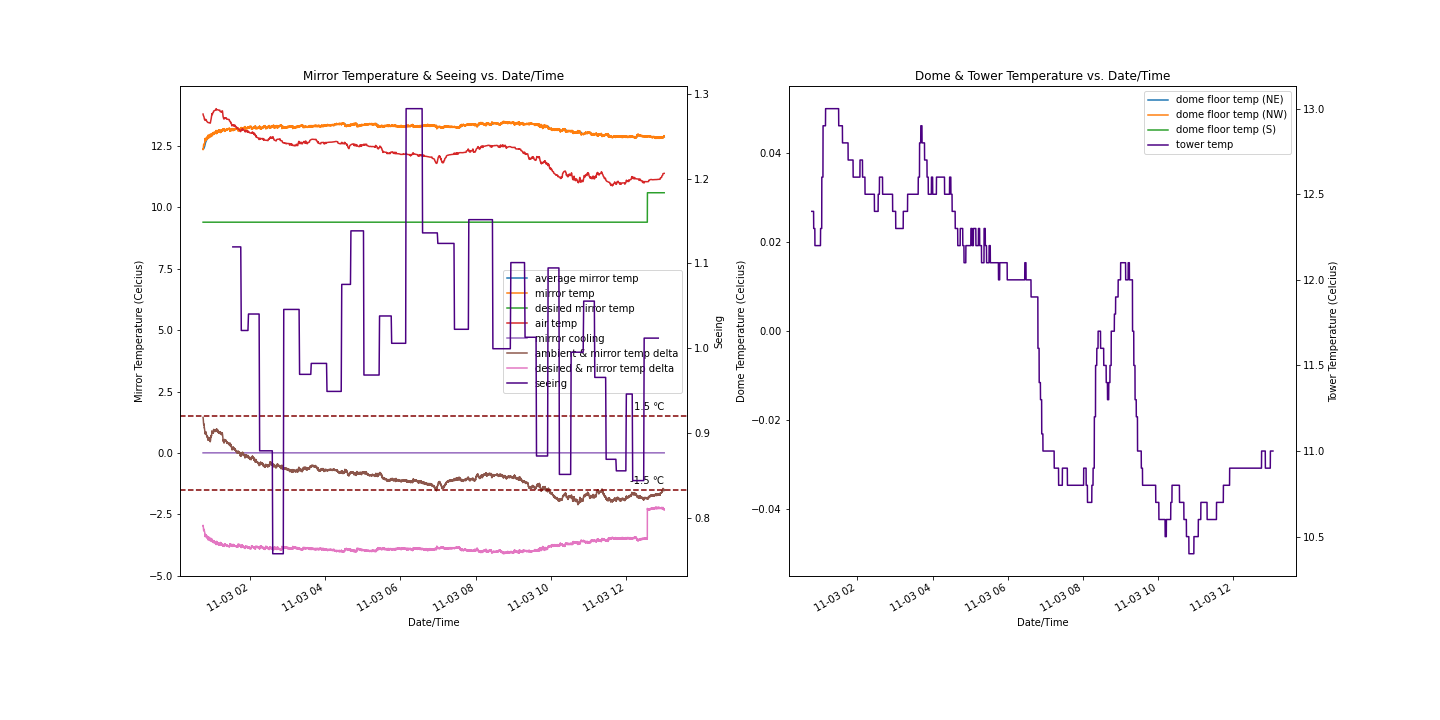 Mirror Temperature & Seeing vs. Date/Time
Mirror Temperature (Celcius)
12.5
10.0
7.5
5.0
2.5
0.0
−2.5
−5.0
1.3
1.2
1.1
1.0
0.9
0.8
Seeing
average mirror temp
mirror temp
desired mirror temp
air temp
mirror cooling
ambient & mirror temp delta
desired & mirror temp delta
seeing
1.5 °C
-1.5 °C
11-03 02
11-03 04
11-03 06
11-03 08
11-03 10
11-03 12
Date/Time
Dome & Tower Temperature vs. Date/Time
Dome Temperature (Celcius)
0.04
0.02
0.00
−0.02
−0.04
dome floor temp (NE)
dome floor temp (NW)
dome floor temp (S)
tower temp
13.0
12.5
12.0
11.5
11.0
10.5
Tower Temperature (Celcius)
11-03 02
11-03 04
11-03 06
11-03 08
11-03 10
11-03 12
Date/Time